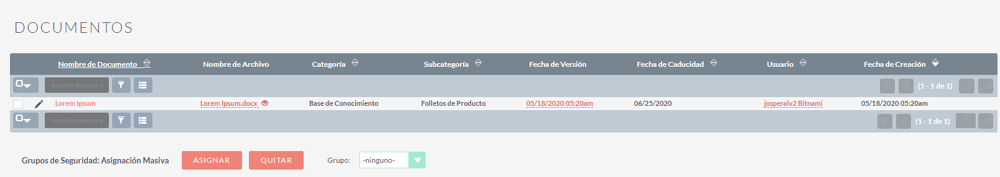 DOCUMENTOS
Nombre de Documento Nombre de Archivo Categoría Subcategoría Fecha de Versión Fecha de Caducidad Usuario Fecha de Creación
Acción masiva (1 - 1 de 1)
Lorem Ipsum Lorem Ipsum.docx Base de Conocimiento Folletos de Producto 05/18/2020 05:20am 06/25/2020 josperalv2 Bitnami 05/18/2020 05:20am
Acción masiva (1 - 1 de 1)
Grupos de Seguridad: Asignación Masiva ASIGNAR QUITAR Grupo: -ninguno-